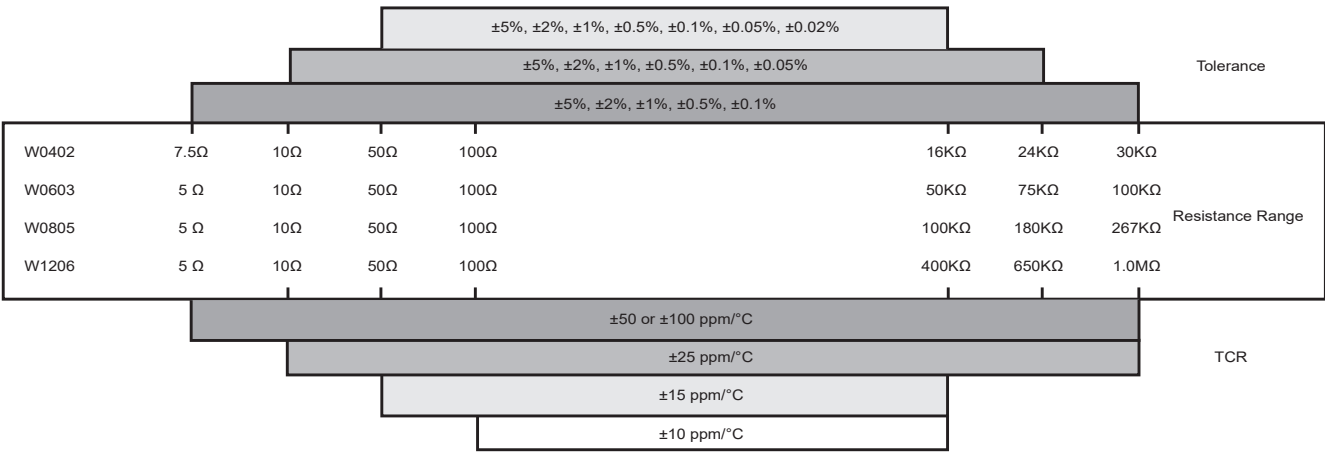 ±5%, ±2%, ±1%, ±0.5%, ±0.1%, ±0.05%, ±0.02%
±5%, ±2%, ±1%, ±0.5%, ±0.1%, ±0.05%
Tolerance
±5%, ±2%, ±1%, ±0.5%, ±0.1%
W0402 7.5Ω 10Ω 50Ω 100Ω 16KΩ 24KΩ 30KΩ
W0603 5 Ω 10Ω 50Ω 100Ω 50KΩ 75KΩ 100KΩ
Resistance Range
W0805 5 Ω 10Ω 50Ω 100Ω 100KΩ 180KΩ 267KΩ
W1206 5 Ω 10Ω 50Ω 100Ω 400KΩ 650KΩ 1.0MΩ
±50 or ±100 ppm/°C
±25 ppm/°C
TCR
±15 ppm/°C
±10 ppm/°C